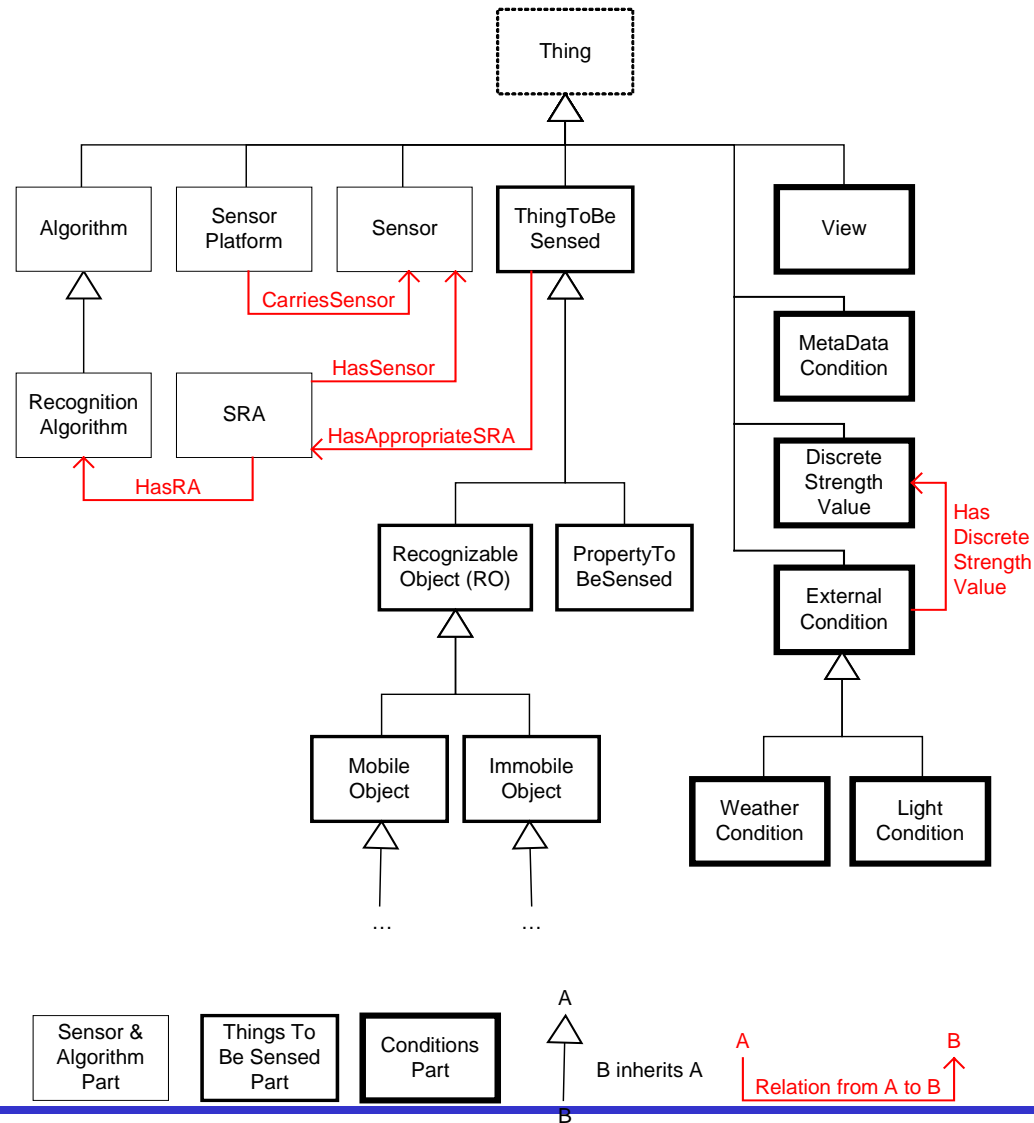 Thing
Algorithm
Sensor
Platform
Sensor
ThingToBe
Sensed
View
CarriesSensor
MetaData
Condition
HasSensor
Recognition
Algorithm
SRA
HasAppropriateSRA
HasRA
Discrete
Strength
Value
Has
Discrete
Strength
Value
Recognizable
Object (RO)
PropertyTo
BeSensed
External
Condition
Mobile
Object
Immobile
Object
Weather
Condition
Light
Condition
...
...
Sensor &
Algorithm
Part
Things To
Be Sensed
Part
Conditions
Part
A
B inherits A
B
A
B
Relation from A to B